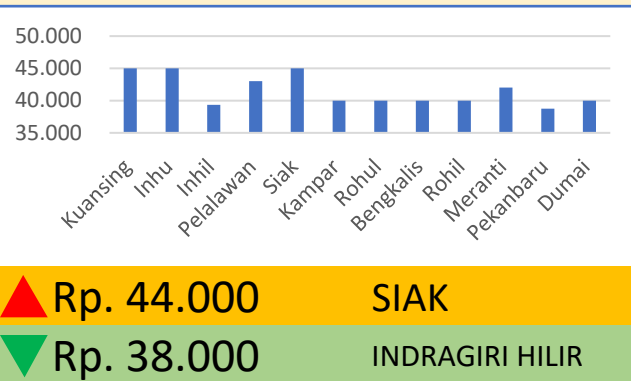 50.000
45.000
40.000
35.000
Kuansing
Inhu
Inhil
Pelalawan
Siak
Kampar
Rohul
Bengkalis
Rohil
Meranti
Pekanbaru
Dumai
Rp. 44.000 SIAK
Rp. 38.000 INDRAGIRI HILIR